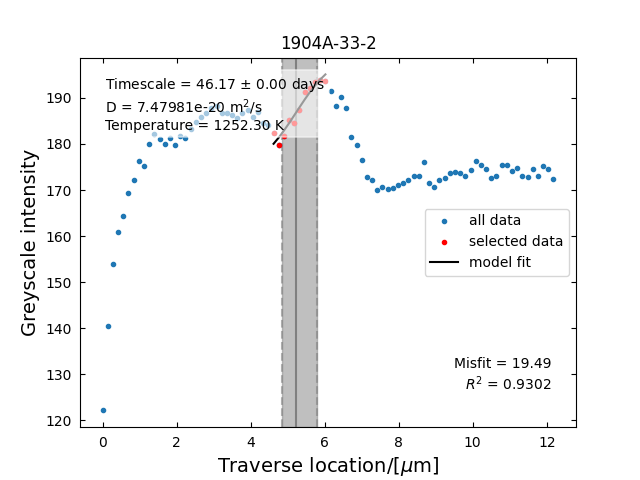 1904A-33-2
Timescale = 46.17 ± 0.00 days
D = 7.47981e-20 m²/s
Temperature = 1252.30 K
Greyscale intensity
190
180
170
160
150
140
130
120
all data
selected data
model fit
Misfit = 19.49
R² = 0.9302
0 2 4 6 8 10 12
Traverse location/[μm]